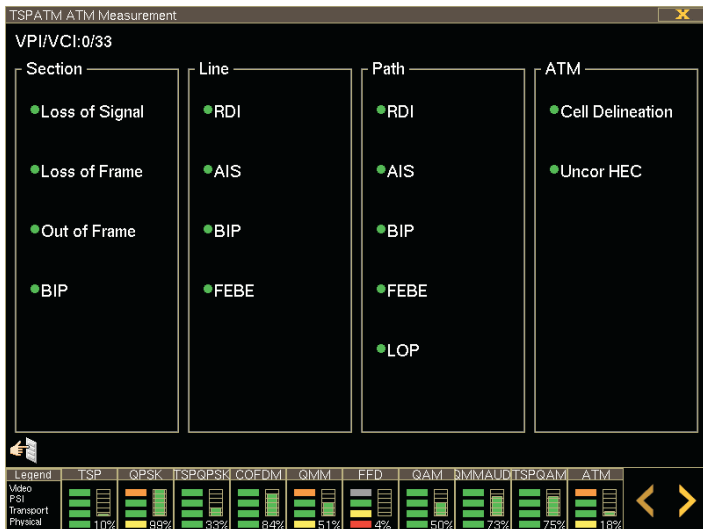 TSPATM ATM Measurement X
VPI/VCI:0/33
Section Line Path ATM
Loss of Signal RDI RDI Cell Delineation
Loss of Frame AIS AIS Uncor HEC
Out of Frame BIP BIP
BIP FEBE FEBE
LOP
Legend TSP QPSK TSPQPSK COFDM QMM FFD QAM QMMAUD TSPQAM ATM
Video
PSI
Transport
Physical 10% 99% 33% 84% 51% 4% 50% 73% 75% 18%